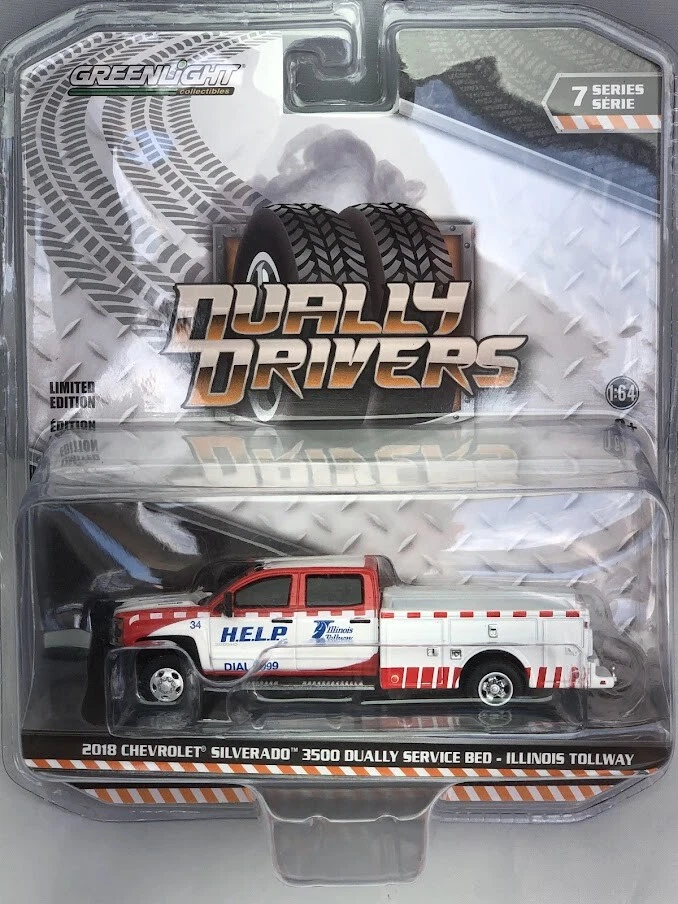 GREENLIGHT
collectibles
7 SERIES
SÉRIE
DUALLY
DRIVERS
LIMITED
EDITION
ÉDITION
1:64
34
H.E.L.P
Illinois
Tollway
DIAL *999
2018 CHEVROLET® SILVERADO™ 3500 DUALLY SERVICE BED - ILLINOIS TOLLWAY